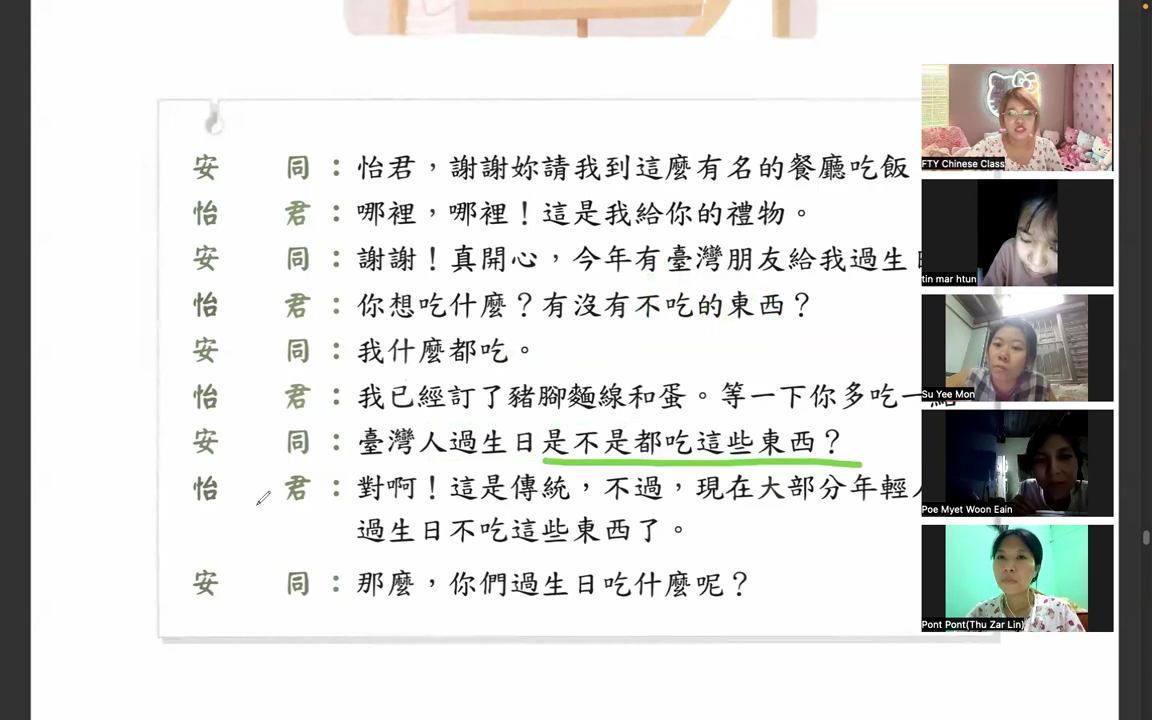 安同：怡君，謝謝妳請我到這麼有名的餐廳吃飯
怡君：哪裡，哪裡！這是我給你的禮物。
安同：謝謝！真開心，今年有臺灣朋友給我過生
怡君：你想吃什麼？有沒有不吃的東西？
安同：我什麼都吃。
怡君：我已經訂了豬腳麵線和蛋。等一下你多吃一
安同：臺灣人過生日是不是都吃這些東西？
怡君：對啊！這是傳統，不過，現在大部分年輕
過生日不吃這些東西了。
安同：那麼，你們過生日吃什麼呢？
FTY Chinese Class
tin mar htun
Su Yee Mon
Poe Myet Woon Eain
Pont Pont(Thu Zar Lin)